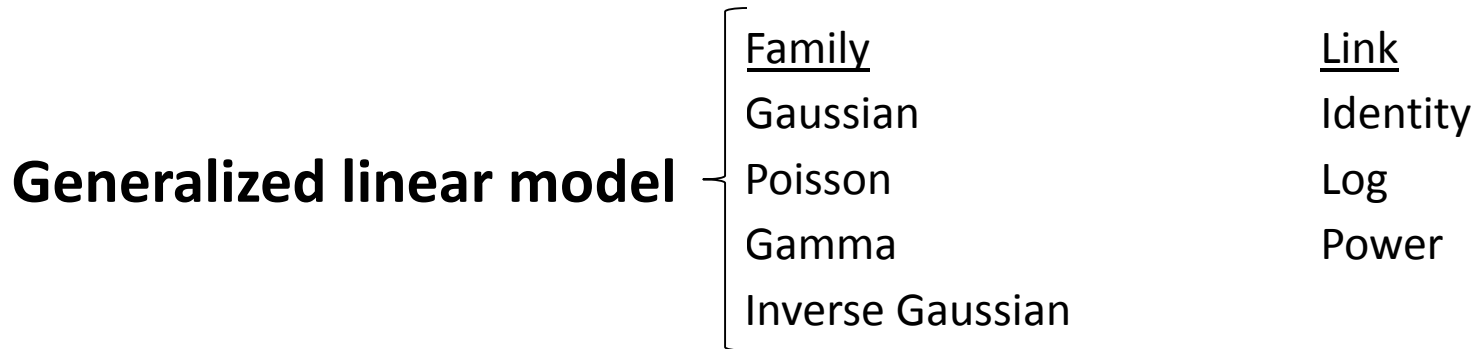 Family Link
Gaussian Identity
Generalized linear model Poisson Log
Gamma Power
Inverse Gaussian